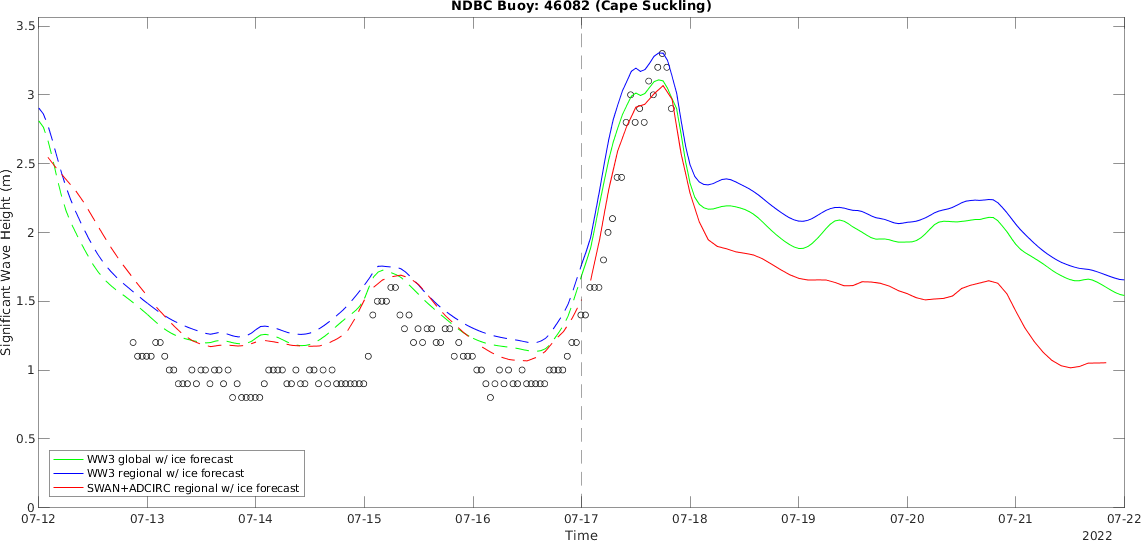 NDBC Buoy: 46082 (Cape Suckling)
3.5
3
2.5
2
1.5
1
0.5
0
Significant Wave Height (m)
WW3 global w/ ice forecast
WW3 regional w/ ice forecast
SWAN+ADCIRC regional w/ ice forecast
07-12 07-13 07-14 07-15 07-16 07-17 07-18 07-19 07-20 07-21 07-22
Time
2022